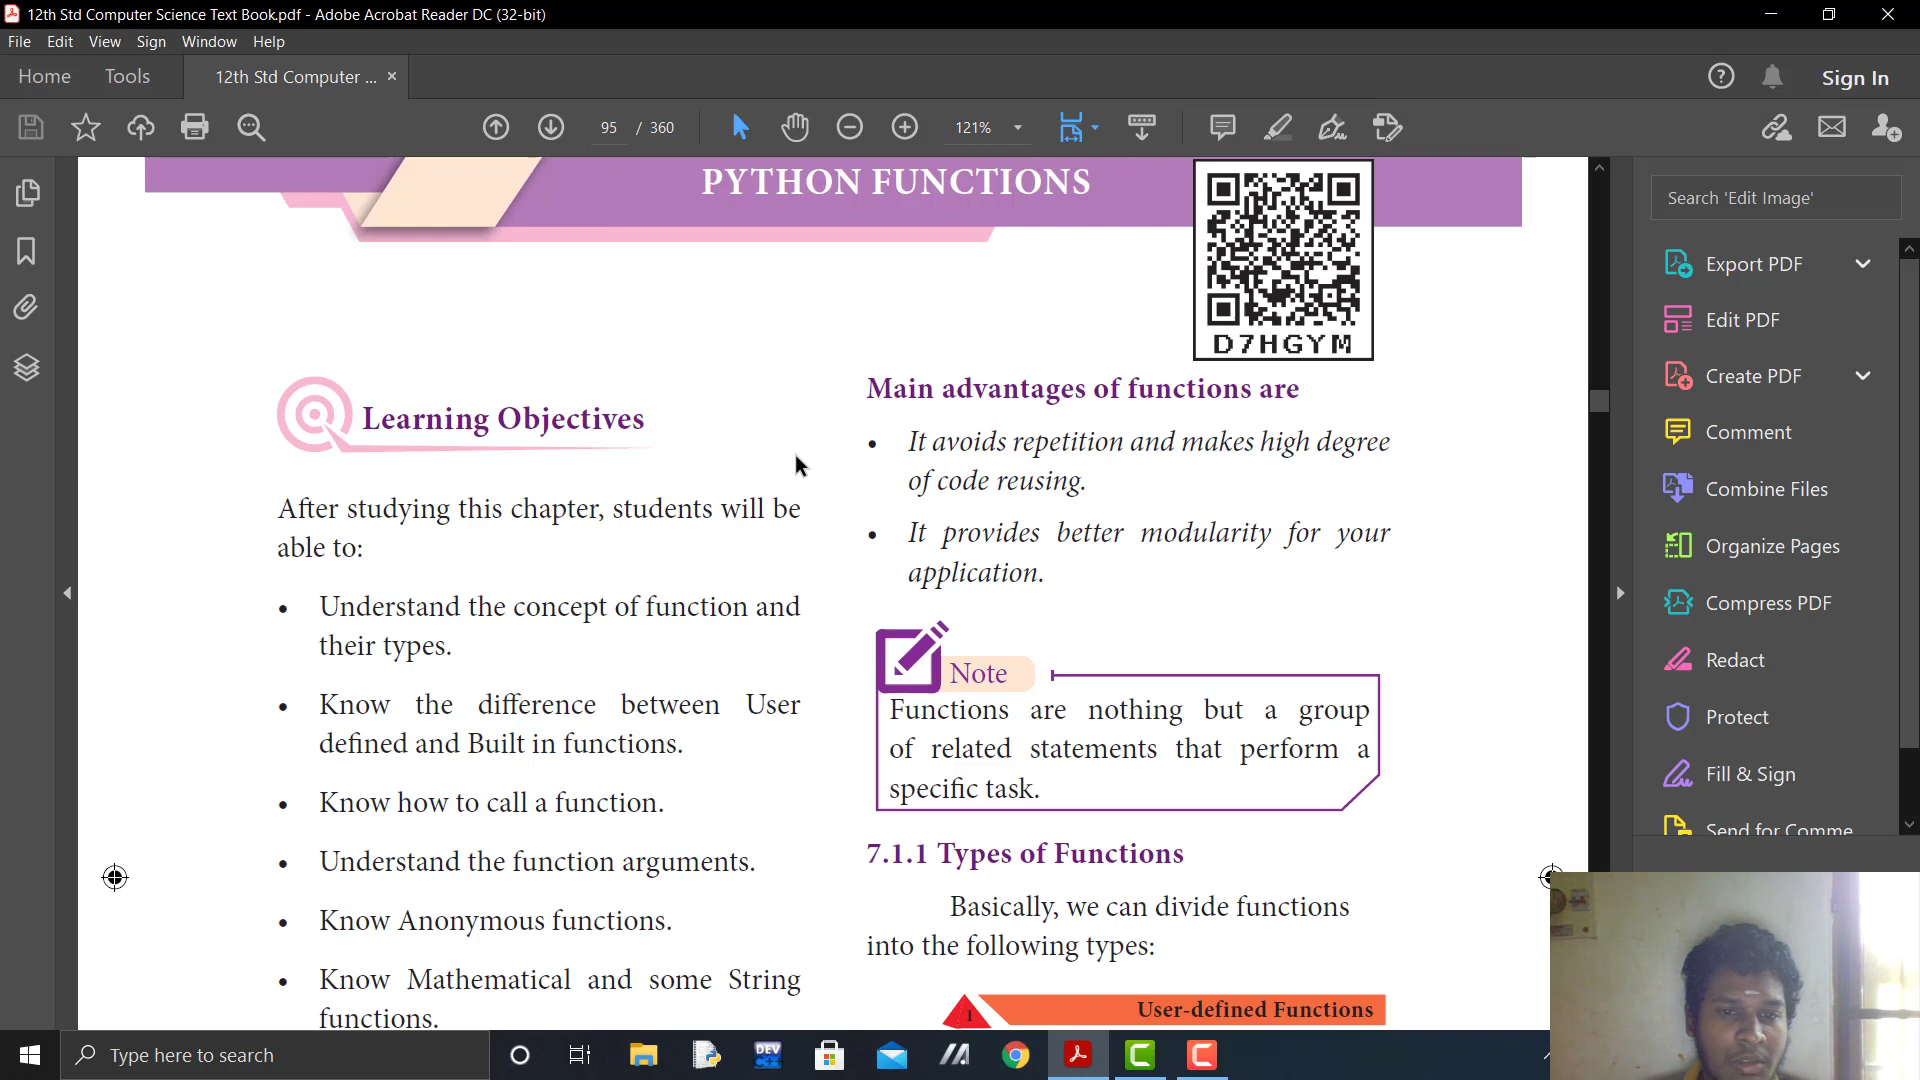 12th Std Computer Science Text Book.pdf - Adobe Acrobat Reader DC (32-bit)
File Edit View Sign Window Help
Home Tools 12th Std Computer ... ×
Sign In
95 / 360 121%
PYTHON FUNCTIONS
D7HGYM
Learning Objectives
After studying this chapter, students will be
able to:
• Understand the concept of function and
their types.
• Know the difference between User
defined and Built in functions.
• Know how to call a function.
• Understand the function arguments.
• Know Anonymous functions.
• Know Mathematical and some String
functions.
Main advantages of functions are
• It avoids repetition and makes high degree
of code reusing.
• It provides better modularity for your
application.
Note
Functions are nothing but a group
of related statements that perform a
specific task.
7.1.1 Types of Functions
Basically, we can divide functions
into the following types:
1 User-defined Functions
Search 'Edit Image'
Export PDF
Edit PDF
Create PDF
Comment
Combine Files
Organize Pages
Compress PDF
Redact
Protect
Fill & Sign
Send for Comme
Type here to search
DEV
C++